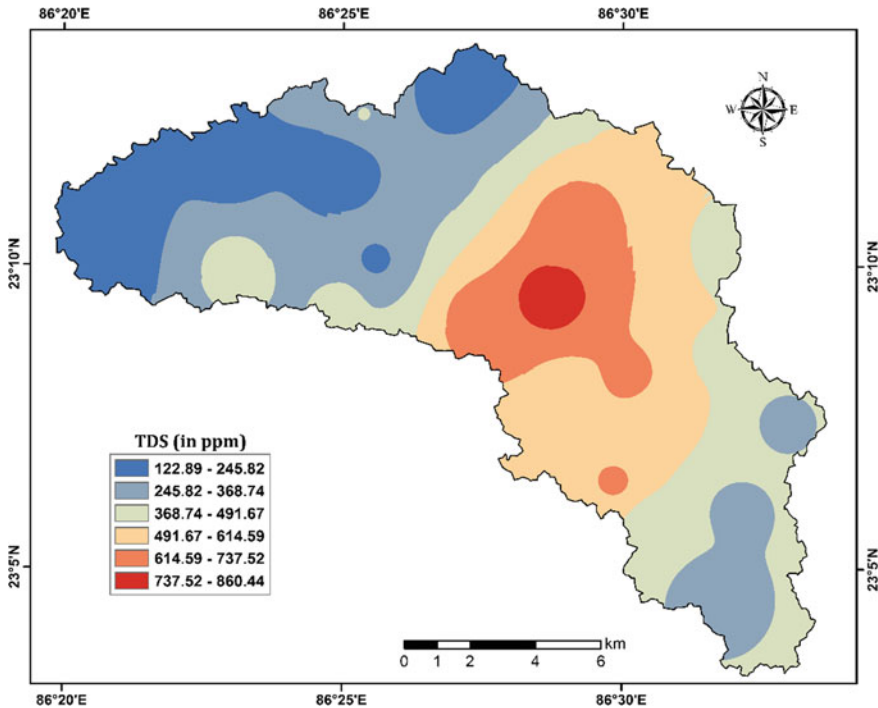 86°20'E 86°25'E 86°30'E
N
W E
S
23°10'N 23°10'N
TDS (in ppm)
122.89 - 245.82
245.82 - 368.74
368.74 - 491.67
491.67 - 614.59
614.59 - 737.52
737.52 - 860.44
23°5'N 23°5'N
km
0 1 2 4 6
86°20'E 86°25'E 86°30'E